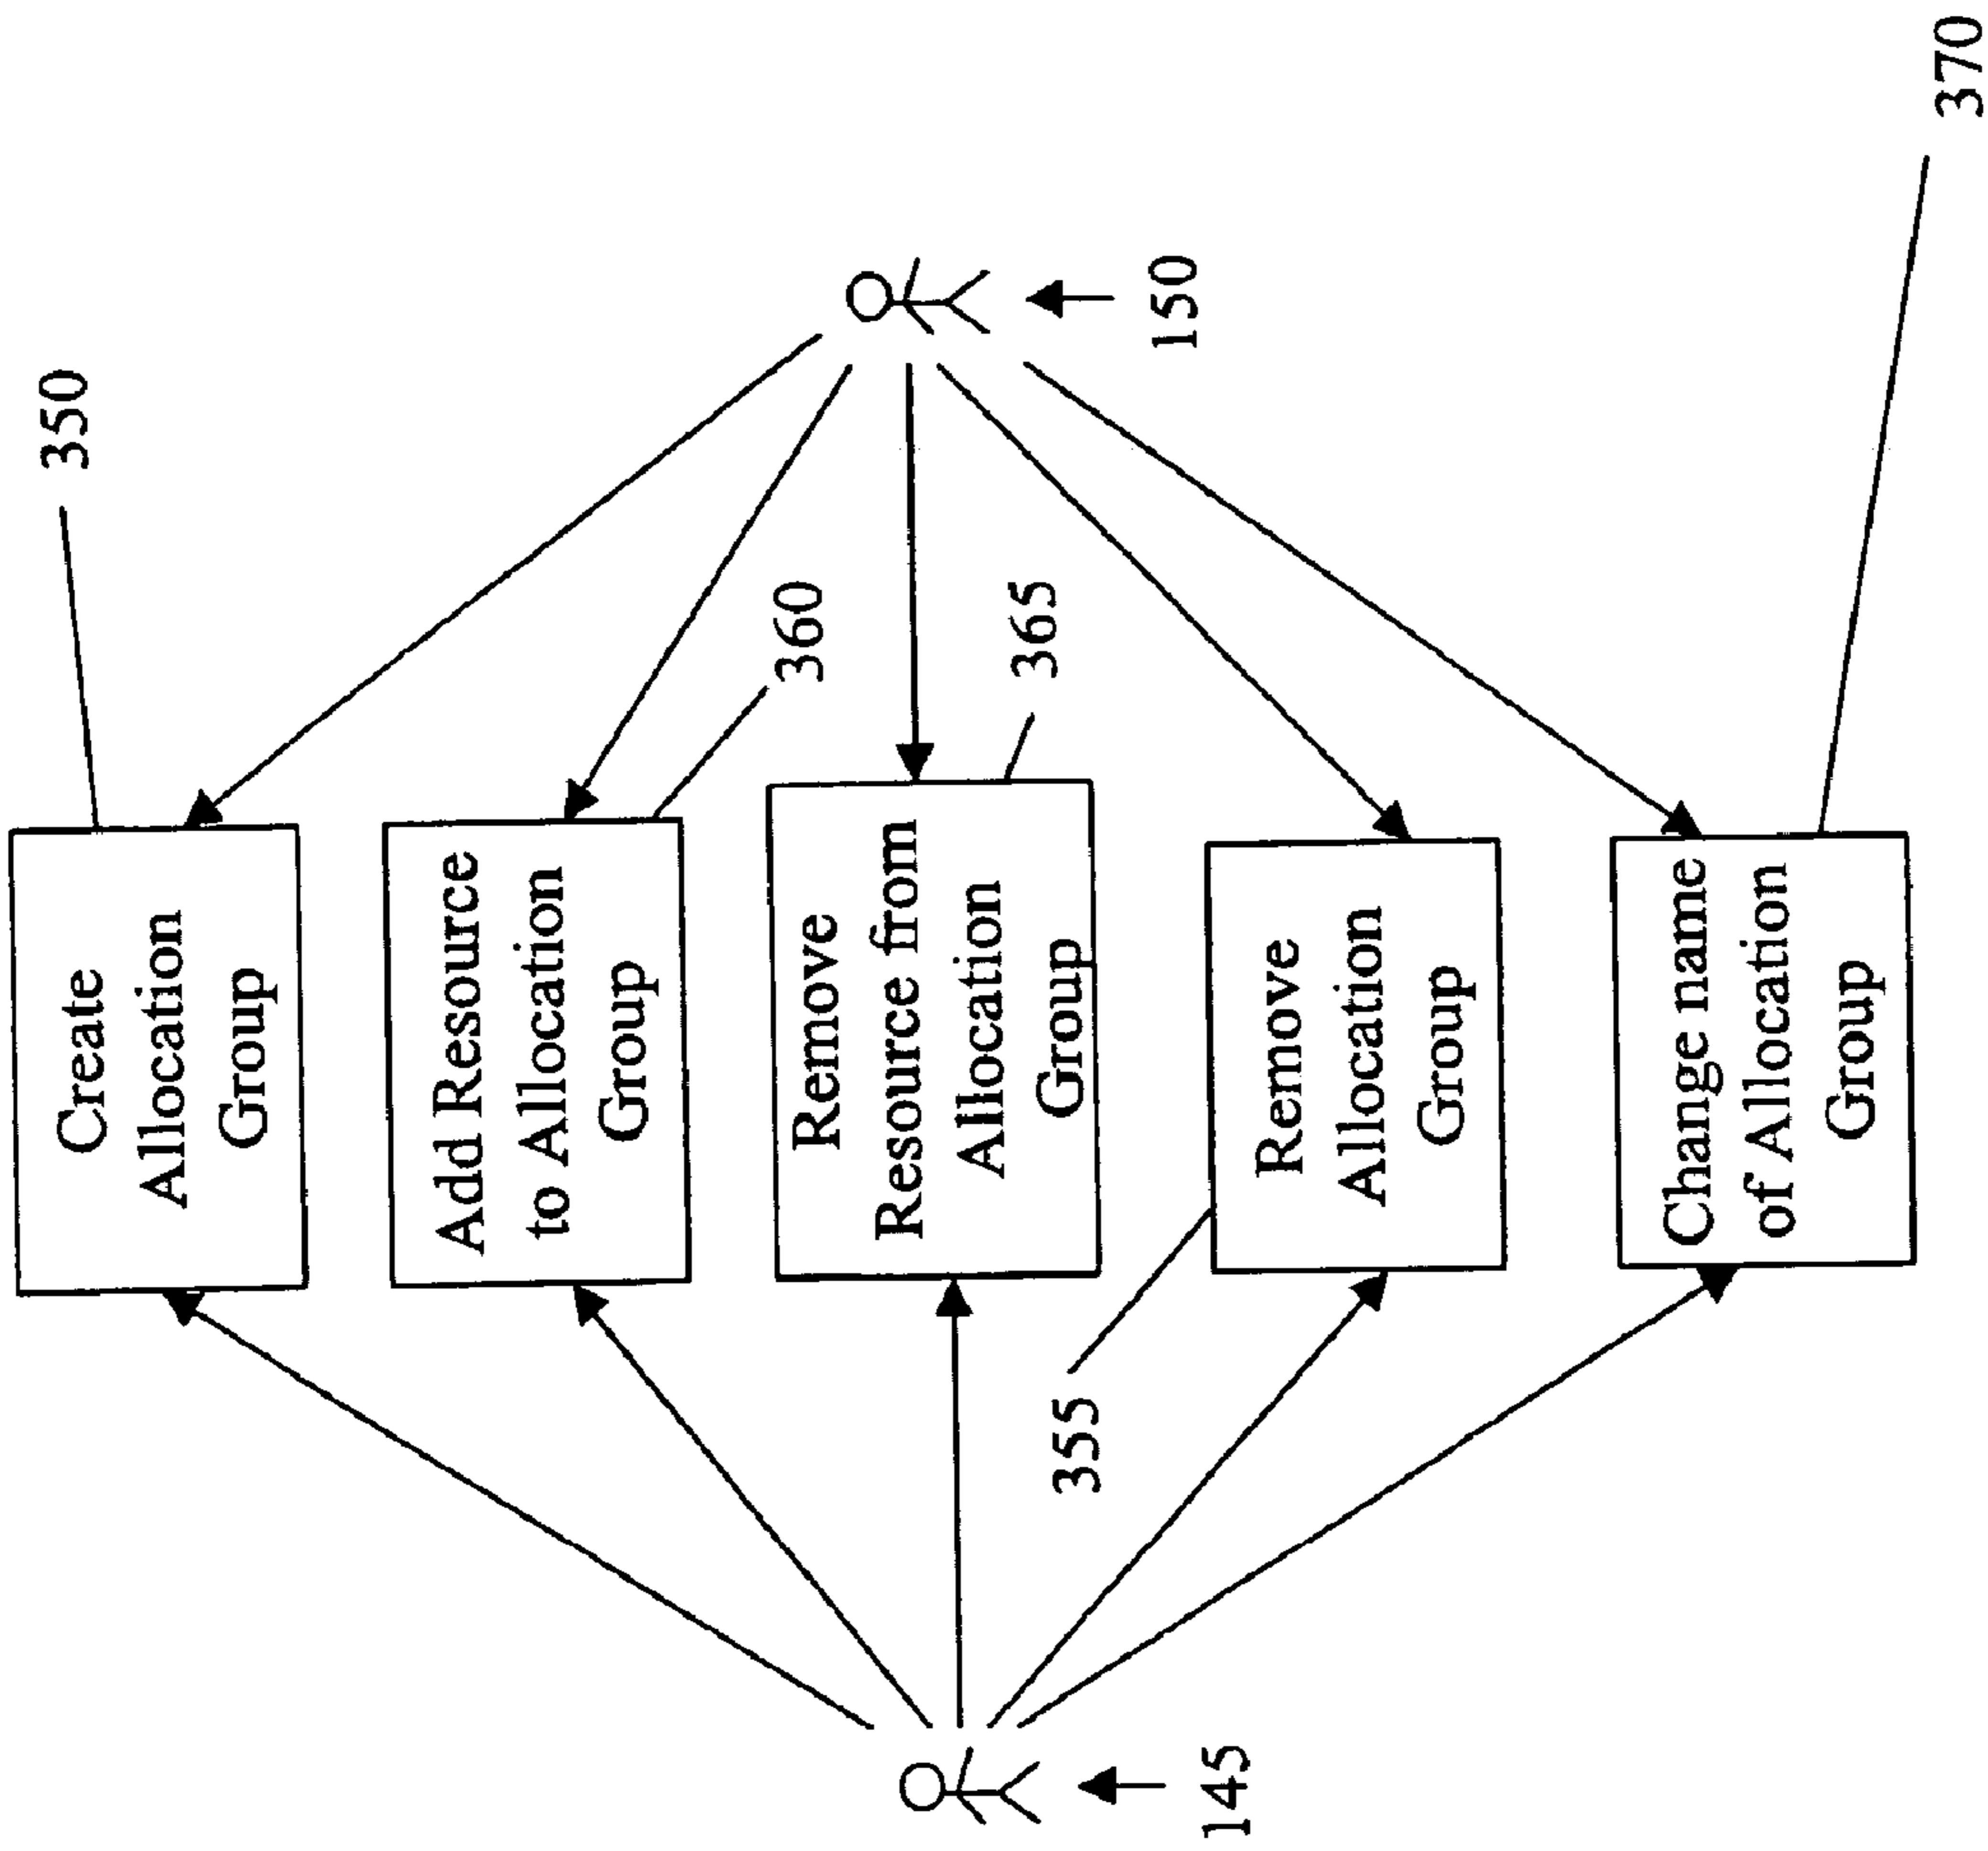 350
Create
Allocation
Group
Add Resource
to Allocation
Group
360
Remove
Resource from
Allocation
Group
365
150
355
Remove
Allocation
Group
145
Change name
of Allocation
Group
370